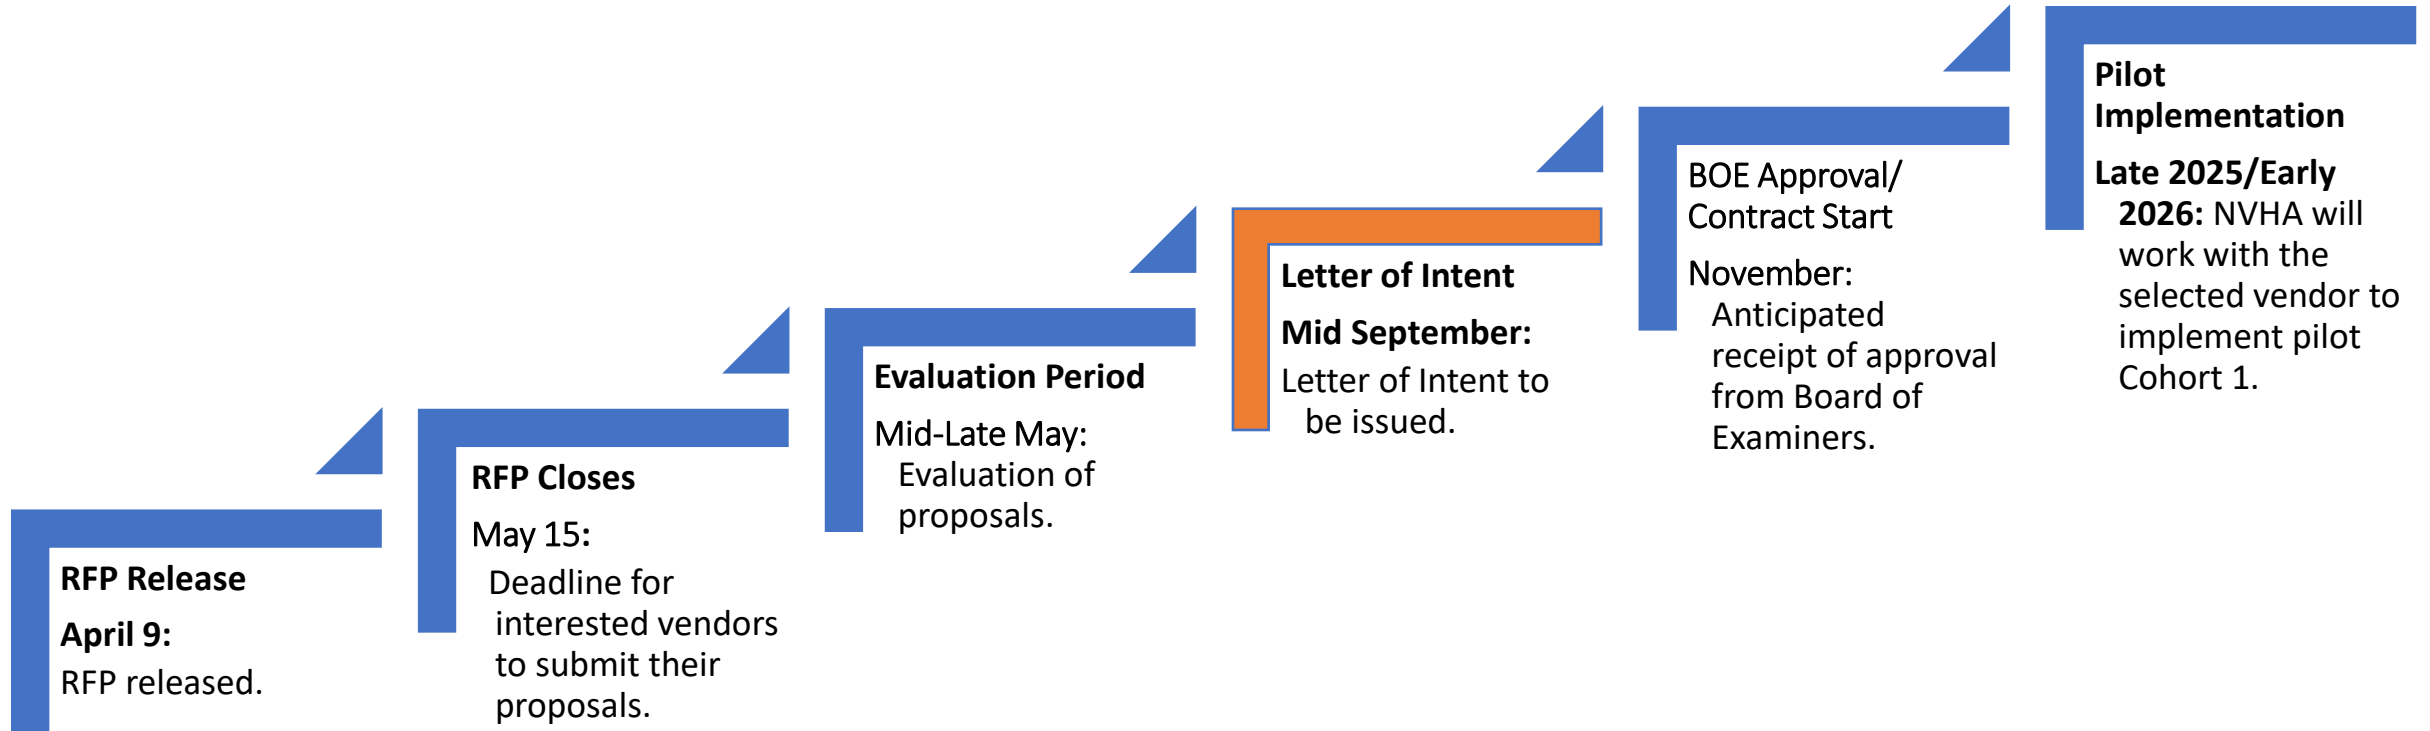 RFP Release
April 9:
RFP released.
RFP Closes
May 15:
Deadline for
interested vendors
to submit their
proposals.
Evaluation Period
Mid-Late May:
Evaluation of
proposals.
Letter of Intent
Mid September:
Letter of Intent to
be issued.
BOE Approval/
Contract Start
November:
Anticipated
receipt of approval
from Board of
Examiners.
Pilot
Implementation
Late 2025/Early
2026: NVHA will
work with the
selected vendor to
implement pilot
Cohort 1.